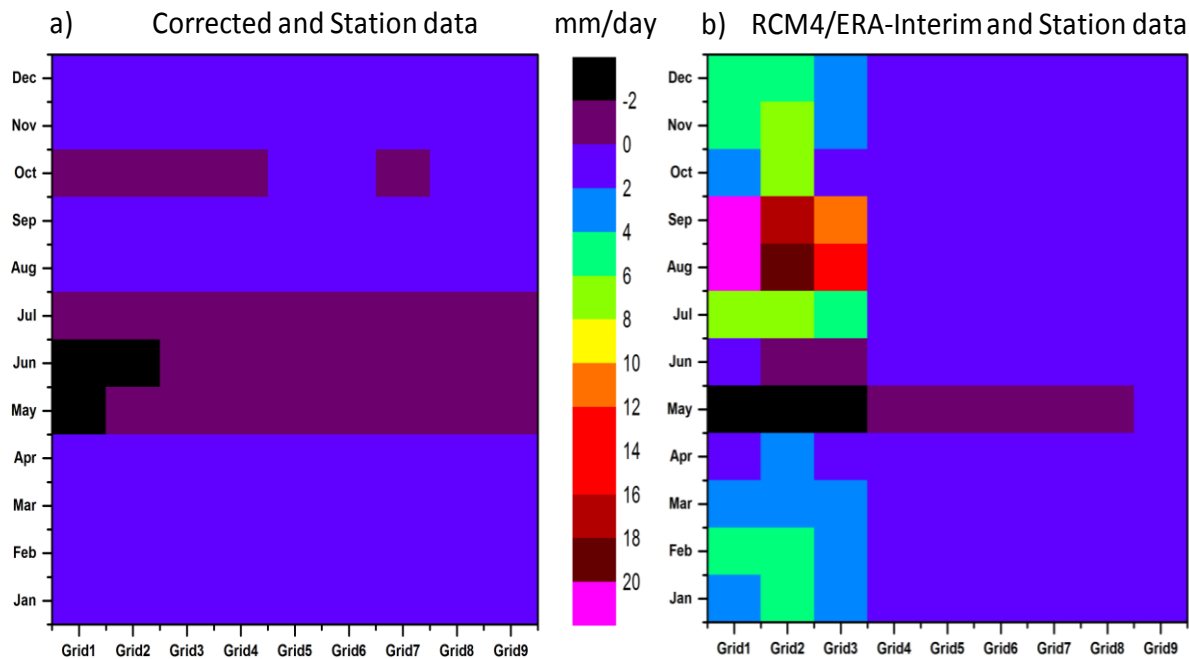 a) Corrected and Station data
mm/day
b) RCM4/ERA-Interim and Station data
Dec
Nov
Oct
Sep
Aug
Jul
Jun
May
Apr
Mar
Feb
Jan
Grid1 Grid2 Grid3 Grid4 Grid5 Grid6 Grid7 Grid8 Grid9
-2
0
2
4
6
8
10
12
14
16
18
20
Dec
Nov
Oct
Sep
Aug
Jul
Jun
May
Apr
Mar
Feb
Jan
Grid1 Grid2 Grid3 Grid4 Grid5 Grid6 Grid7 Grid8 Grid9